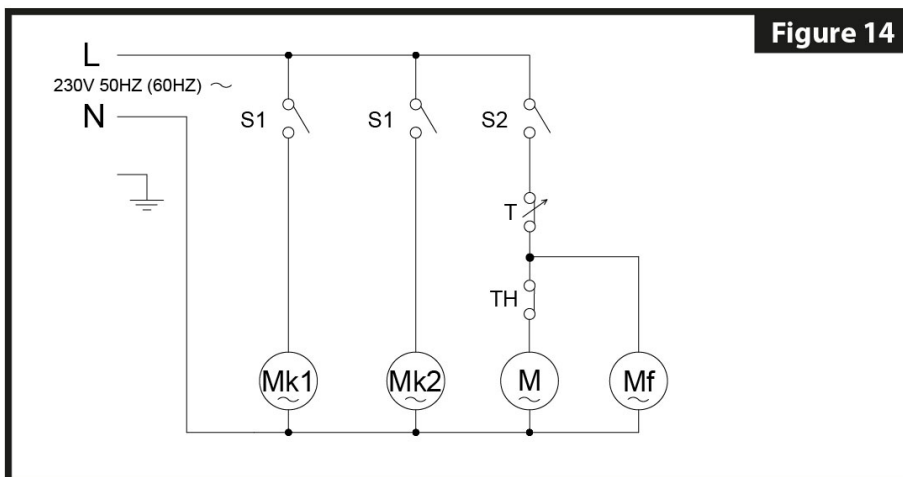 Figure 14
L
230V 50HZ (60HZ) ~
N
S1 S1 S2
T
TH
Mk1 Mk2 M Mf